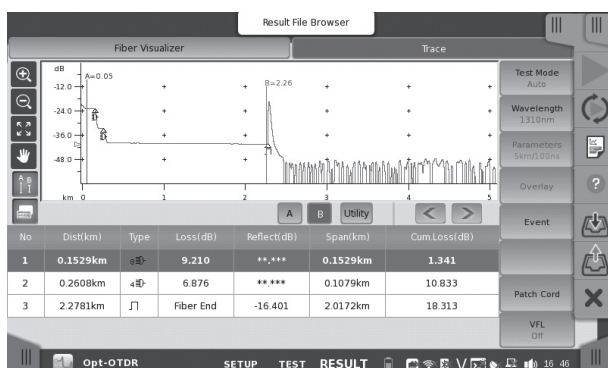 Result File Browser
Fiber Visualizer
Trace
dB
A=0.05
B=2.26
-12.0
-24.0
-36.0
-48.0
km 0 1 2 3 4 5
A B
A B Utility < >
No Dist(km) Type Loss(dB) Reflect(dB) Span(km) Cum.Loss(dB)
1 0.1529km 8 9.210 **.*** 0.1529km 1.341
2 0.2608km 4 6.876 **.*** 0.1079km 10.833
3 2.2781km Fiber End -16.401 2.0172km 18.313
Test Mode
Auto
Wavelength
1310nm
Parameters
5km/100ns
Overlay
Event
Patch Cord
VFL
Off
?
Opt-OTDR SETUP TEST RESULT 16 46